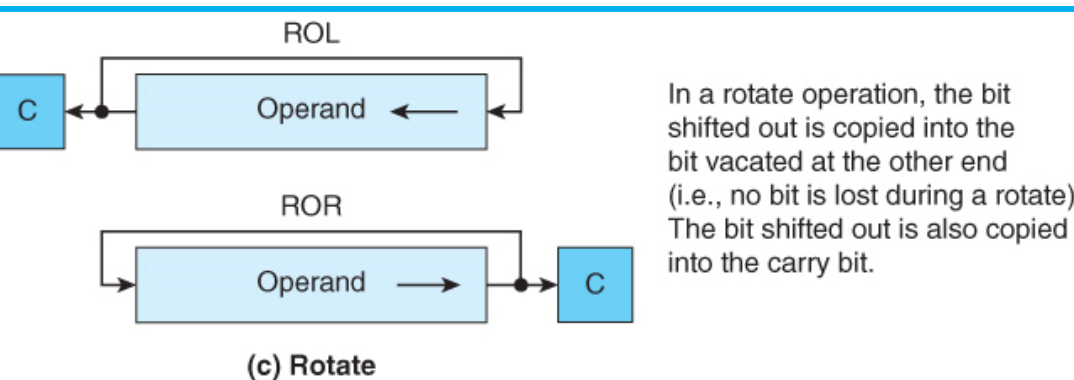 ROL
C
Operand
In a rotate operation, the bit
shifted out is copied into the
bit vacated at the other end
(i.e., no bit is lost during a rotate)
The bit shifted out is also copied
into the carry bit.
ROR
Operand
C
(c) Rotate